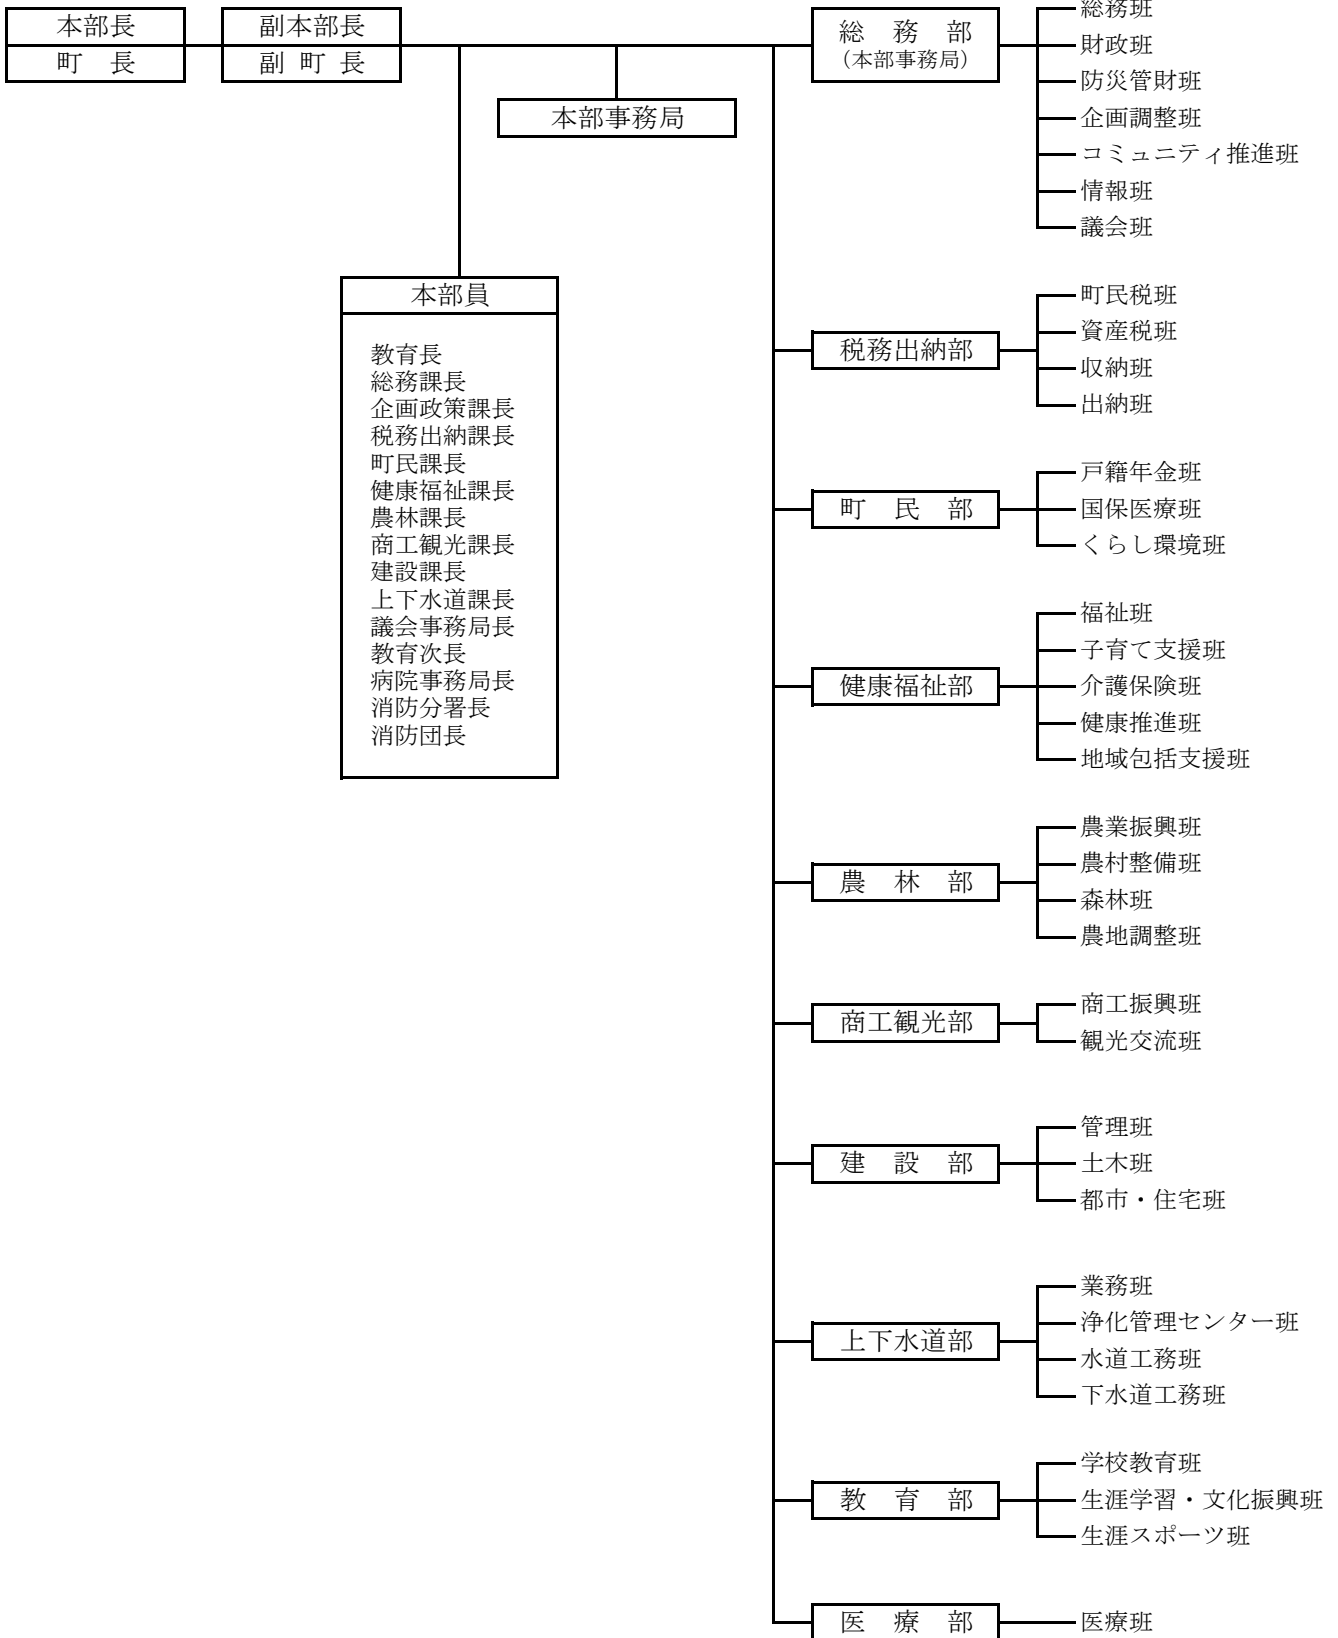 本部長
町　長
副本部長
副 町 長
本部事務局
本部員
教育長
総務課長
企画政策課長
税務出納課長
町民課長
健康福祉課長
農林課長
商工観光課長
建設課長
上下水道課長
議会事務局長
教育次長
病院事務局長
消防分署長
消防団長
総　務　部
（本部事務局）
総務班
財政班
防災管財班
企画調整班
コミュニティ推進班
情報班
議会班
税務出納部
町民税班
資産税班
収納班
出納班
町　民　部
戸籍年金班
国保医療班
くらし環境班
健康福祉部
福祉班
子育て支援班
介護保険班
健康推進班
地域包括支援班
農　林　部
農業振興班
農村整備班
森林班
農地調整班
商工観光部
商工振興班
観光交流班
建　設　部
管理班
土木班
都市・住宅班
上下水道部
業務班
浄化管理センター班
水道工務班
下水道工務班
教　育　部
学校教育班
生涯学習・文化振興班
生涯スポーツ班
医　療　部
医療班